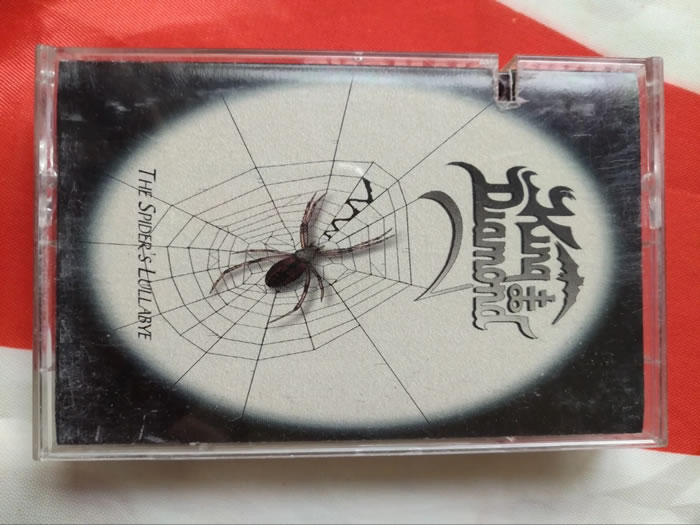 King
Diamond
The Spider's Lullabye